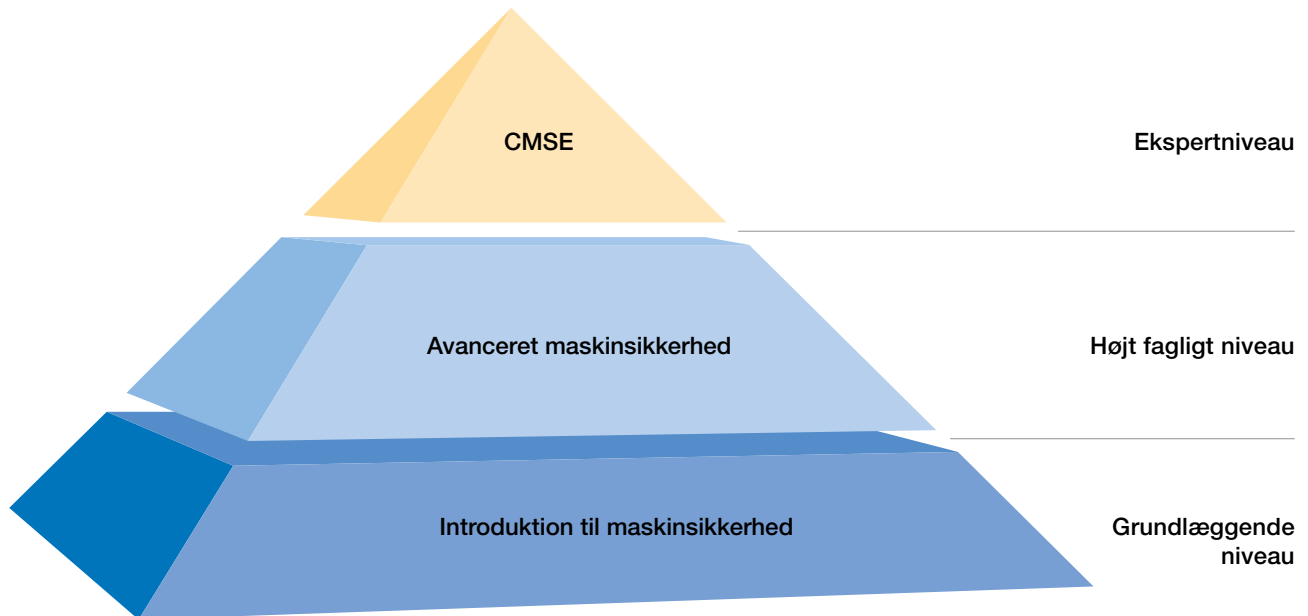 CMSE
Ekspertniveau
Avanceret maskinsikkerhed
Højt fagligt niveau
Introduktion til maskinsikkerhed
Grundlæggende
niveau